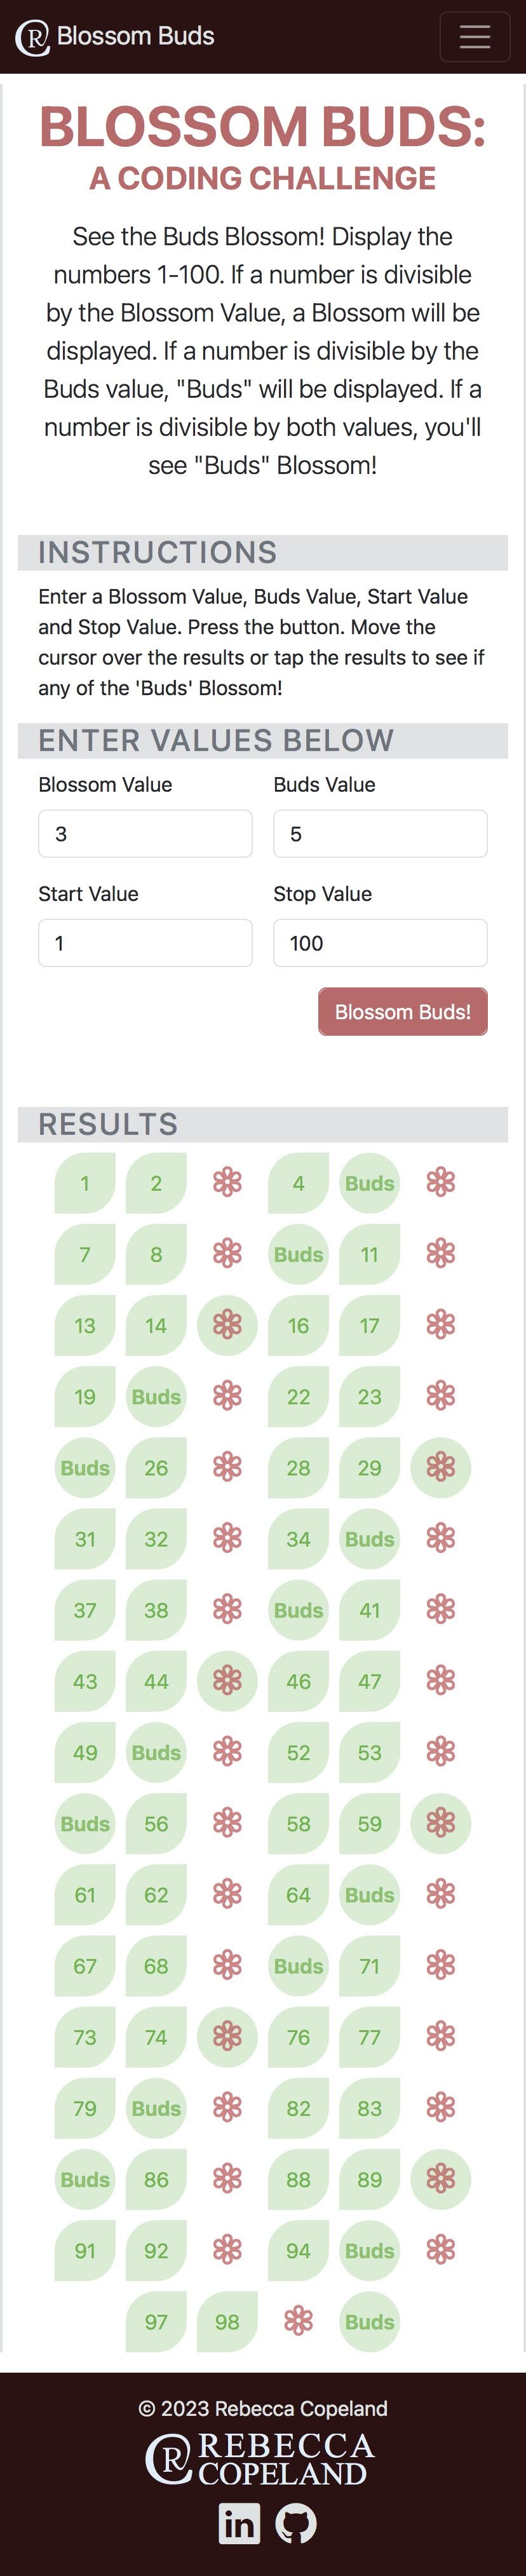 Blossom Buds
BLOSSOM BUDS:
A CODING CHALLENGE
See the Buds Blossom! Display the
numbers 1-100. If a number is divisible
by the Blossom Value, a Blossom will be
displayed. If a number is divisible by the
Buds value, "Buds" will be displayed. If a
number is divisible by both values, you'll
see "Buds" Blossom!
INSTRUCTIONS
Enter a Blossom Value, Buds Value, Start Value
and Stop Value. Press the button. Move the
cursor over the results or tap the results to see if
any of the 'Buds' Blossom!
ENTER VALUES BELOW
Blossom Value Buds Value
3 5
Start Value Stop Value
1 100
Blossom Buds!
RESULTS
1 2 4 Buds
7 8 Buds 11
13 14 16 17
19 Buds 22 23
Buds 26 28 29
31 32 34 Buds
37 38 Buds 41
43 44 46 47
49 Buds 52 53
Buds 56 58 59
61 62 64 Buds
67 68 Buds 71
73 74 76 77
79 Buds 82 83
Buds 86 88 89
91 92 94 Buds
97 98 Buds
© 2023 Rebecca Copeland
REBECCA
COPELAND